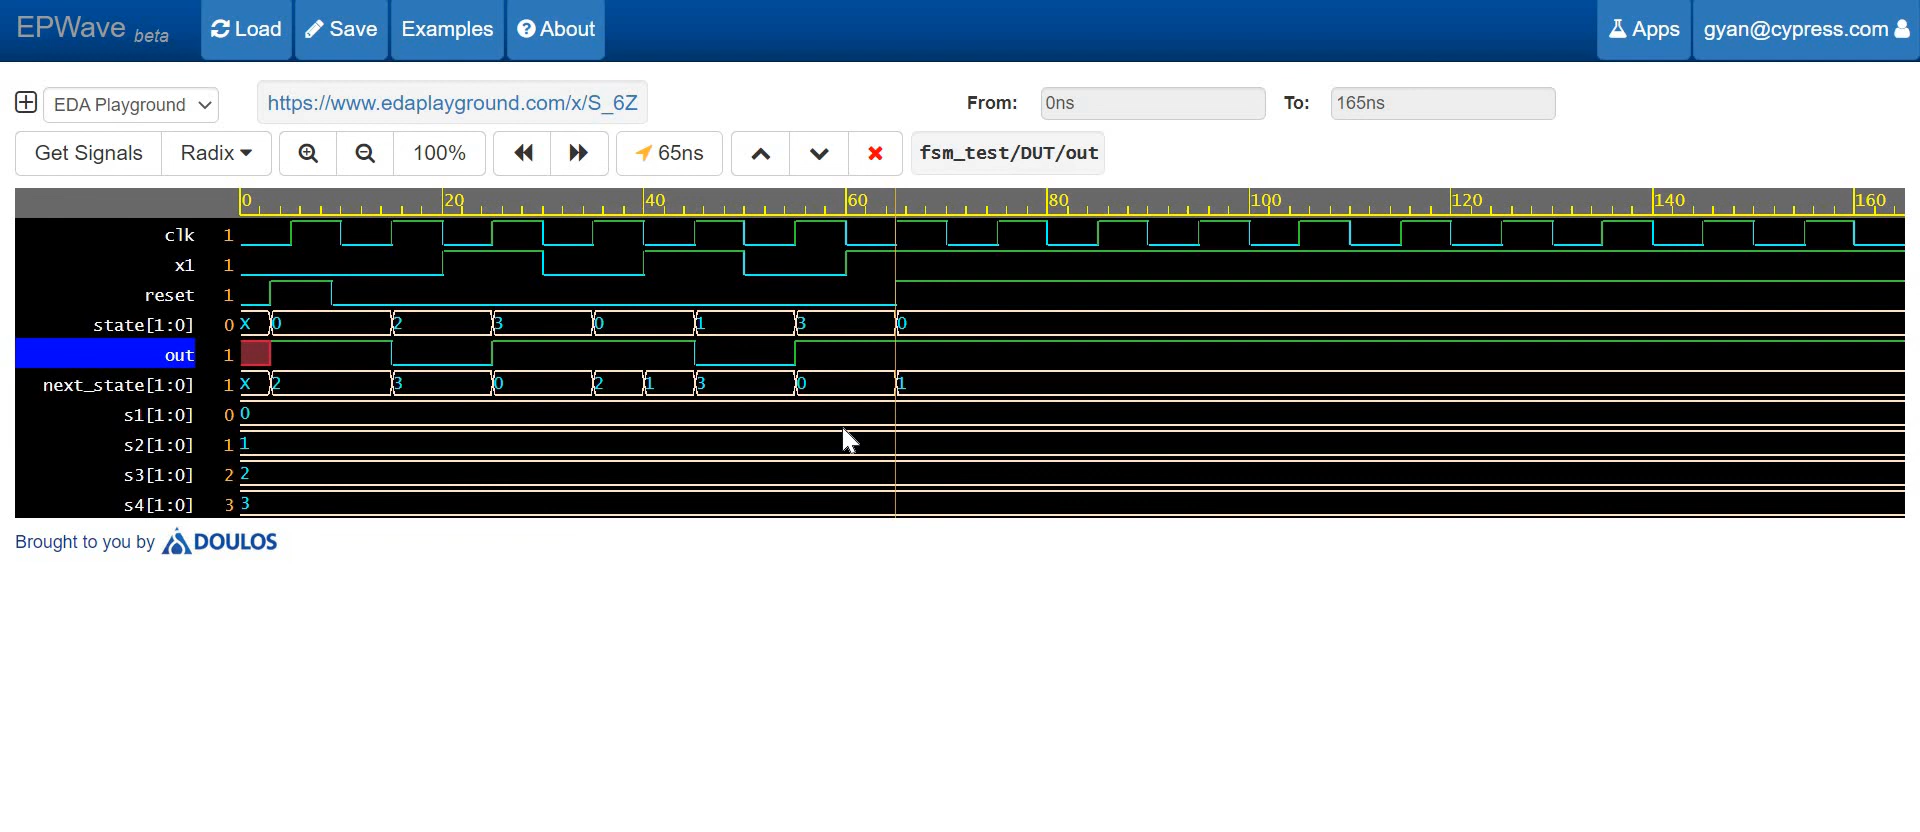 EPWave beta Load Save Examples About Apps gyan@cypress.com
EDA Playground https://www.edaplayground.com/x/S_6Z From: 0ns To: 165ns
Get Signals Radix 100% 65ns fsm_test/DUT/out
0 20 40 60 80 100 120 140 160
clk 1
x1 1
reset 1
state[1:0] 0 X 0 2 3 0 1 3 0
out 1
next_state[1:0] 1 X 2 3 0 2 1 3 0 1
s1[1:0] 0 0
s2[1:0] 1 1
s3[1:0] 2 2
s4[1:0] 3 3
Brought to you by DOULOS